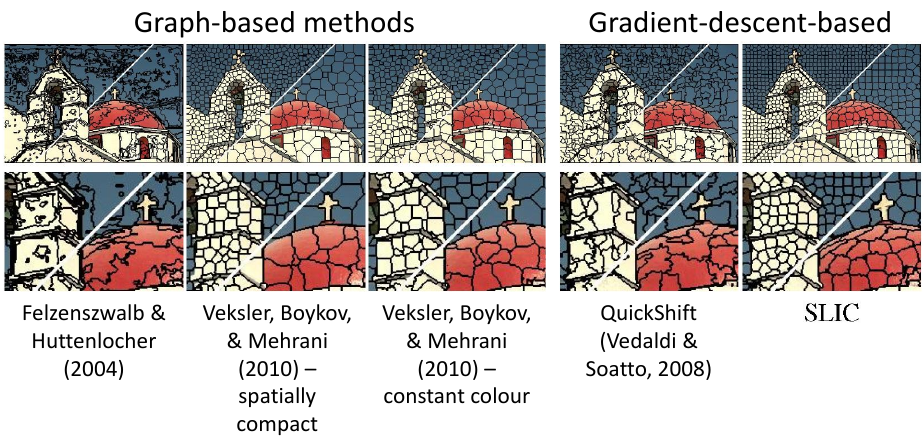 Graph-based methods
Gradient-descent-based
Felzenszwalb &
Huttenlocher
(2004)
Veksler, Boykov,
& Mehrani
(2010) –
spatially
compact
Veksler, Boykov,
& Mehrani
(2010) –
constant colour
QuickShift
(Vedaldi &
Soatto, 2008)
SLIC